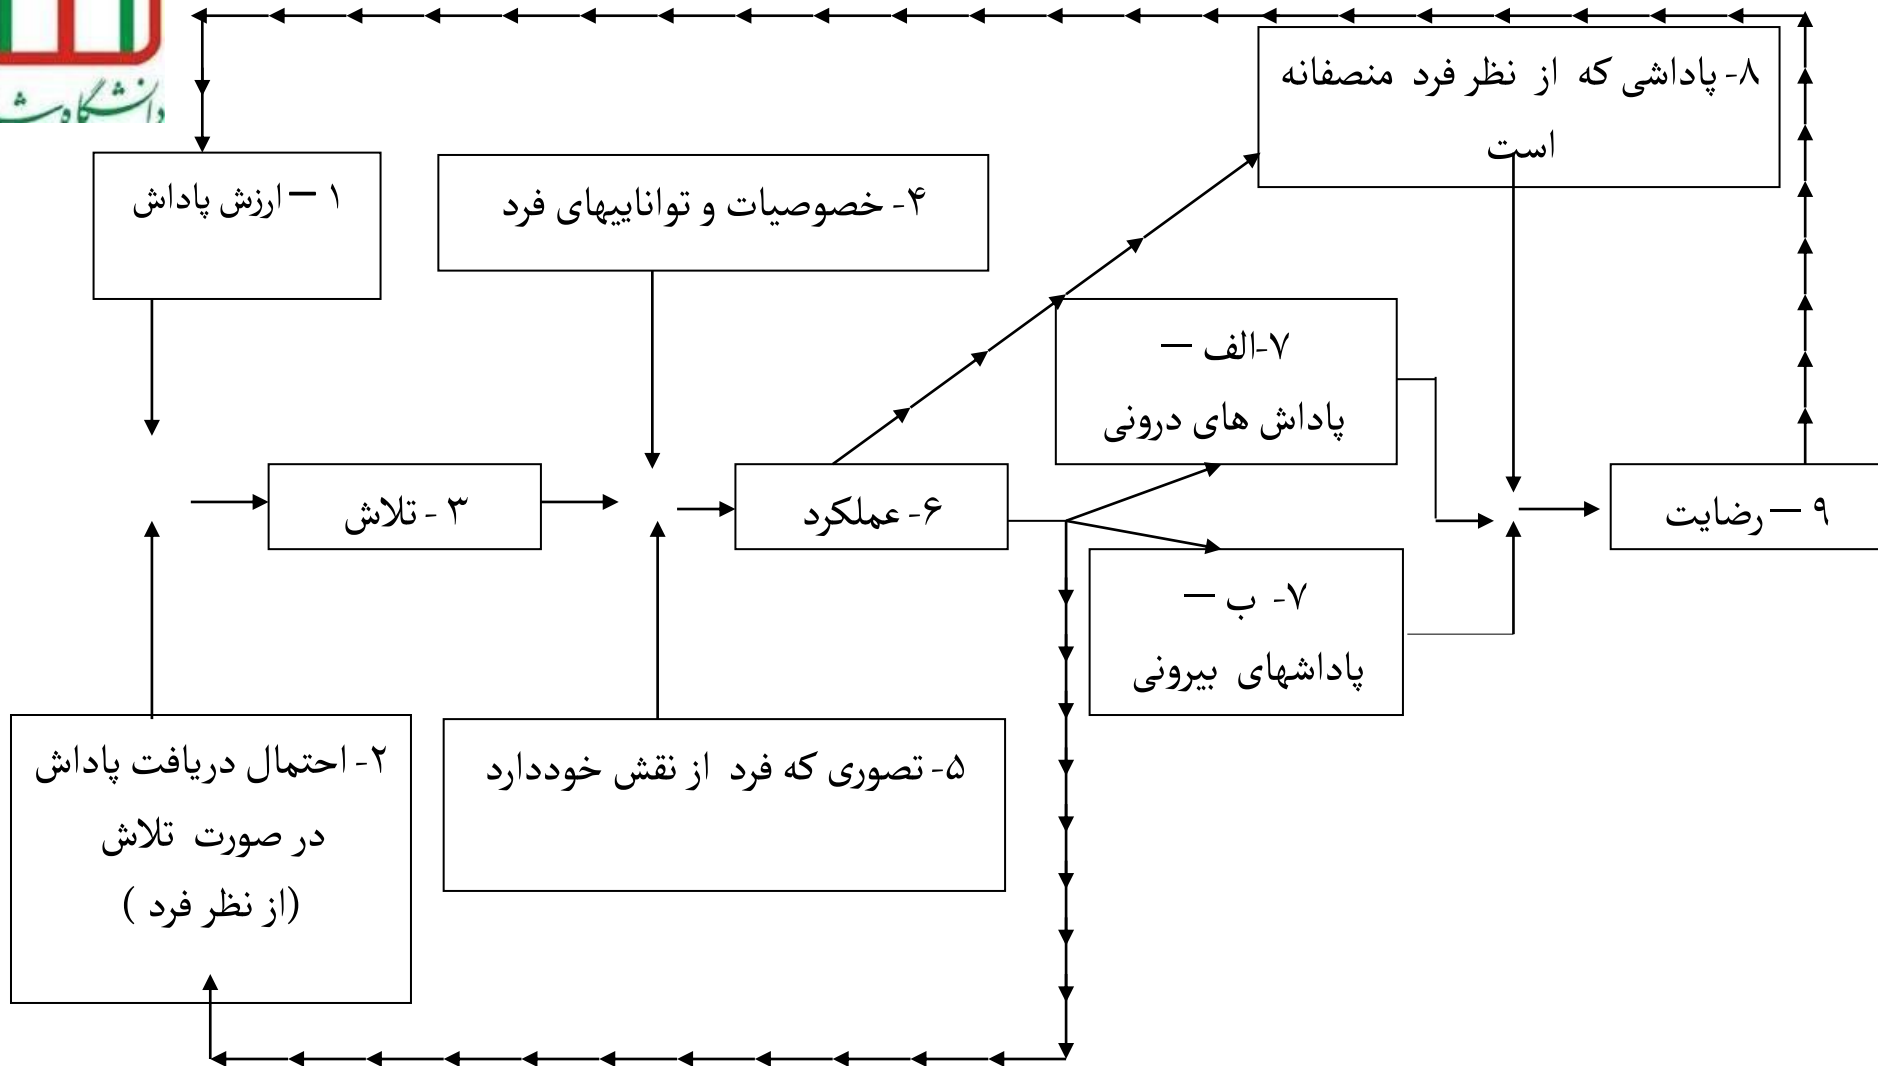 دانشگاه
۸- پاداشی که از نظر فرد منصفانه
است
۱ – ارزش پاداش
۴- خصوصیات و تواناییهای فرد
۷-الف –
پاداش های درونی
۳ - تلاش
۶- عملکرد
۹ – رضایت
۷- ب –
پاداشهای بیرونی
۲- احتمال دریافت پاداش
در صورت تلاش
(از نظر فرد )
۵- تصوری که فرد از نقش خوددارد